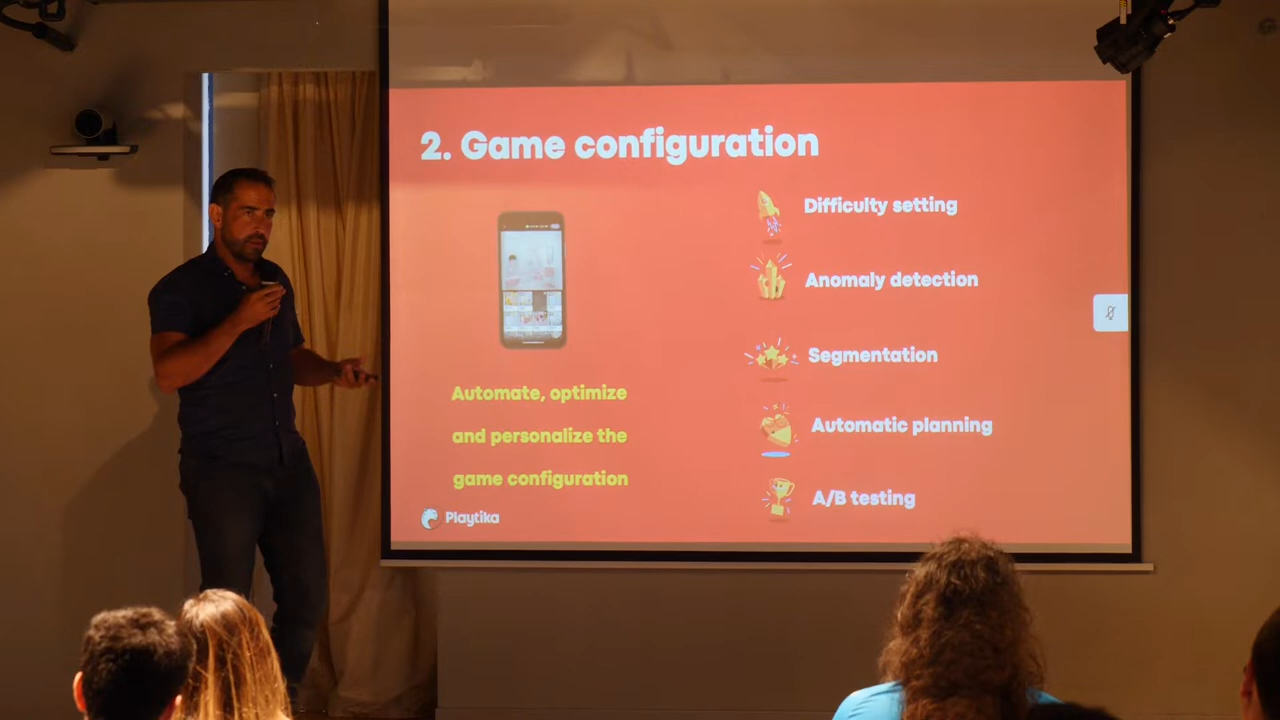 2. Game configuration
Automate, optimize
and personalize the
game configuration
Playtika
Difficulty setting
Anomaly detection
Segmentation
Automatic planning
A/B testing